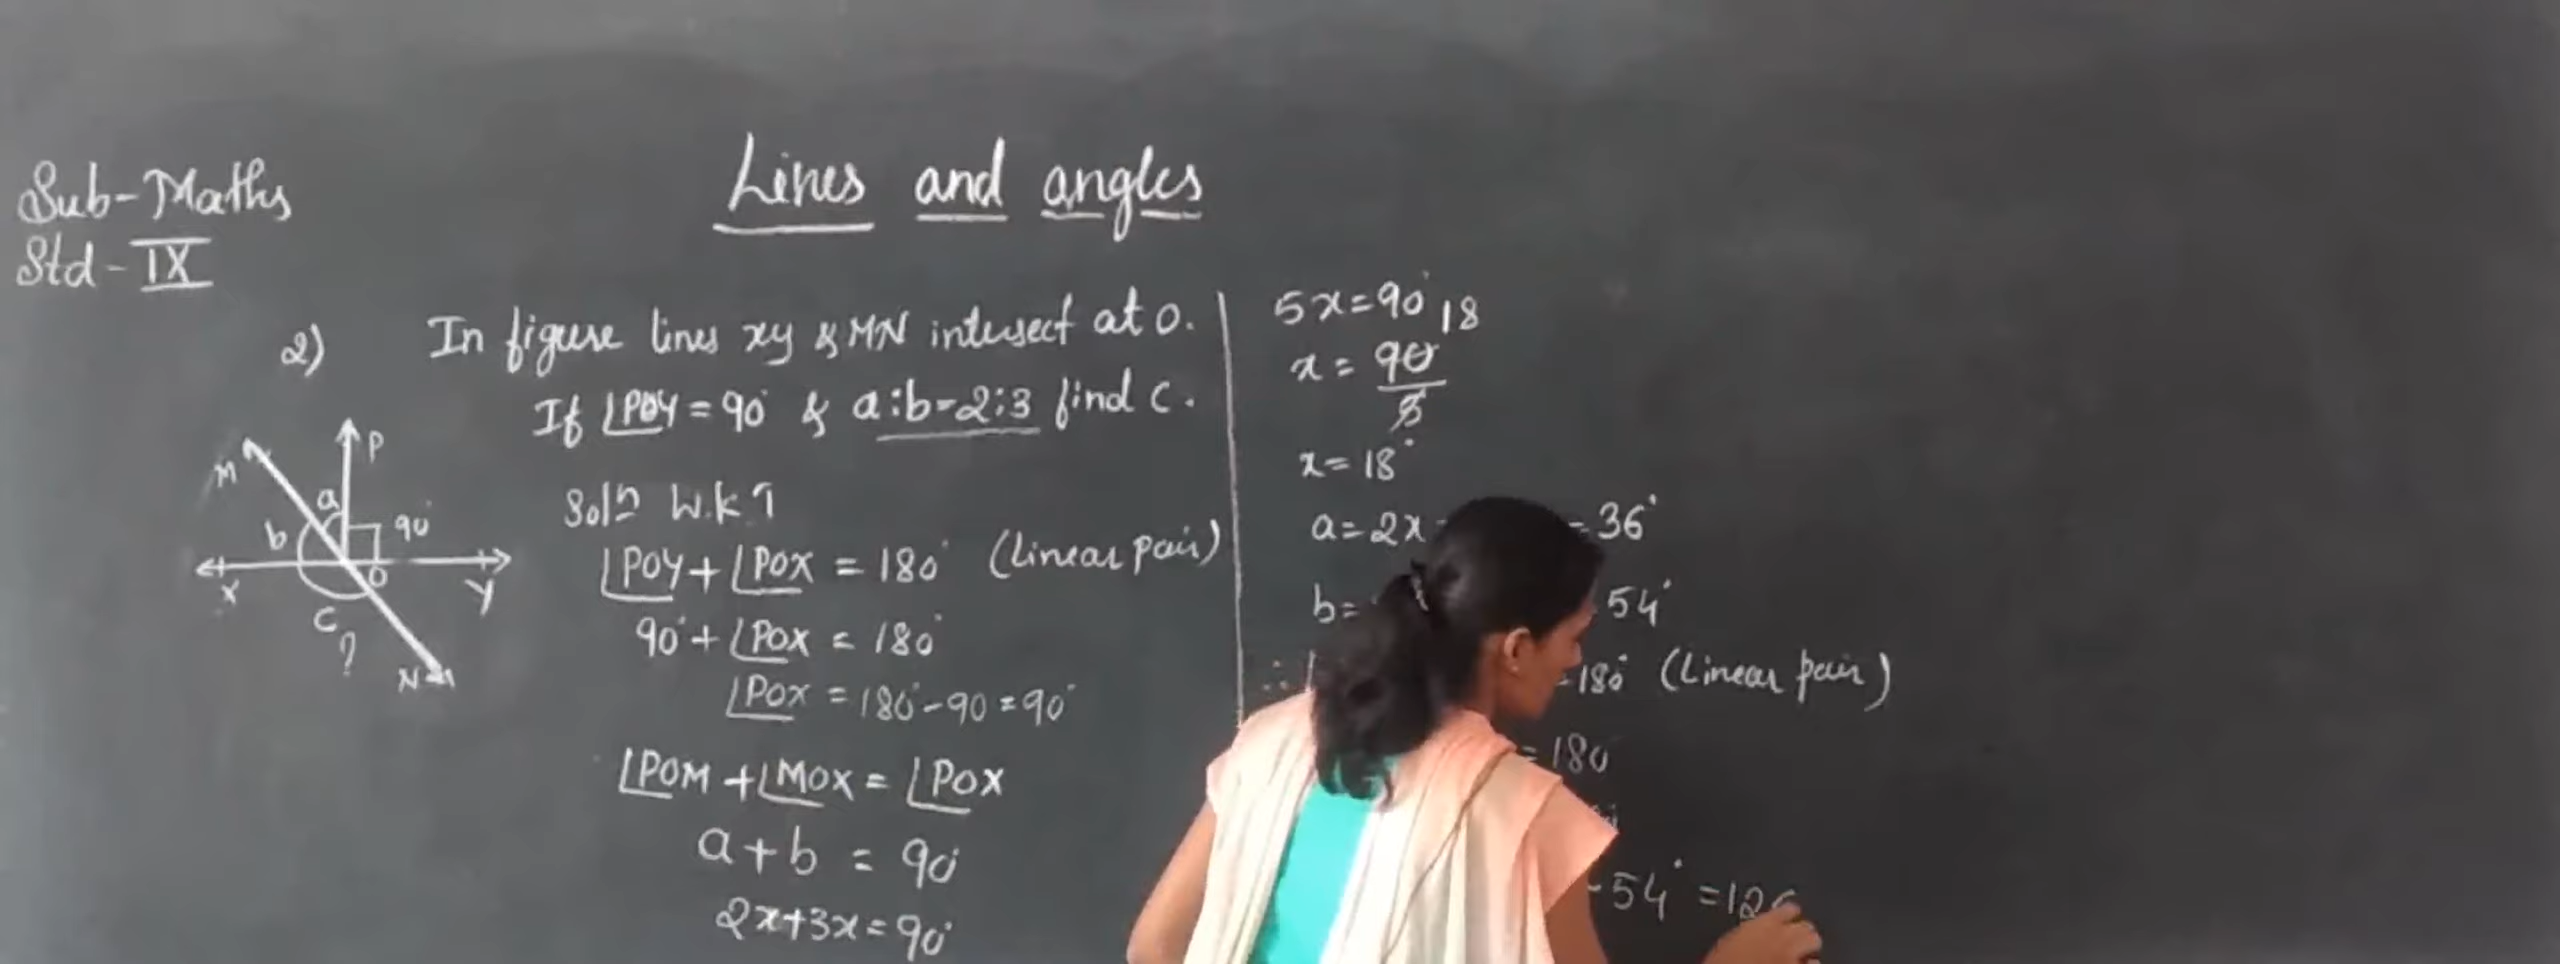 Sub-Maths
Std-IX
Lines and angles
2) In figure lines xy & MN intersect at O.
If ∠POY = 90° & a:b=2:3 find c.
M
P
a
b
90°
X
O
Y
C
?
N
Solⁿ W.K.T
∠POY + ∠POX = 180° (Linear pair)
90° + ∠POX = 180°
∠POX = 180° - 90 = 90°
∠POM + ∠MOX = ∠POX
a + b = 90°
2x+3x = 90°
5x = 90° 18
x = 90
5
x = 18°
a = 2x = 36°
b = 54°
∴ = 180° (Linear pair)
= 180
- 54° = 126